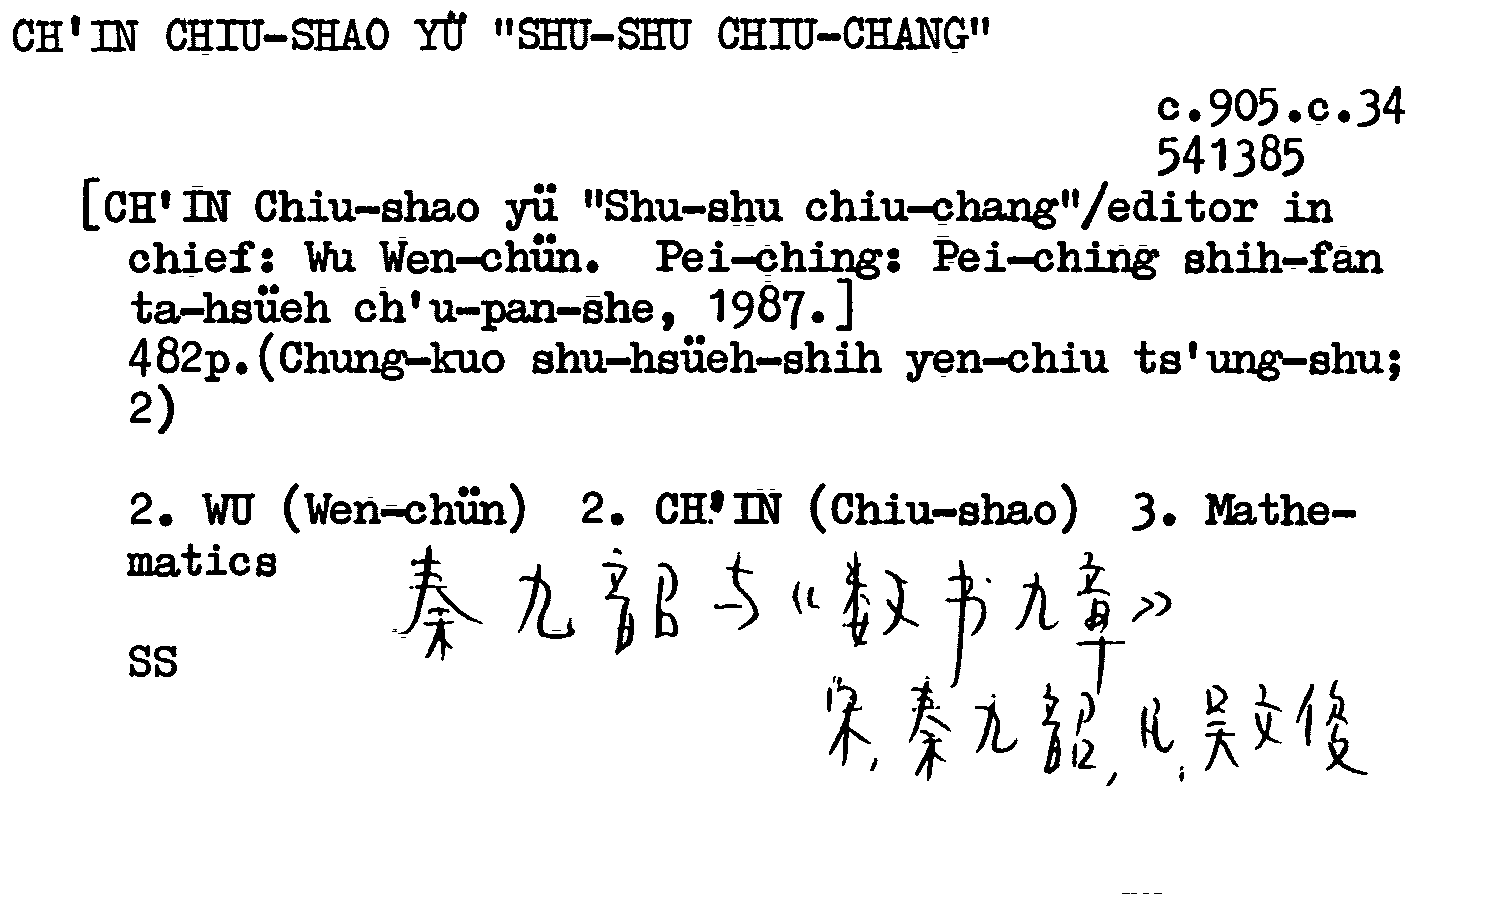 CH'IN CHIU-SHAO YÜ "SHU-SHU CHIU-CHANG"
c.905.c.34
541385
[CH'IN Chiu-shao yü "Shu-shu chiu-chang"/editor in
chief: Wu Wen-chün. Pei-ching: Pei-ching shih-fan
ta-hsüeh ch'u-pan-she, 1987.]
482p.(Chung-kuo shu-hsüeh-shih yen-chiu ts'ung-shu;
2)
2. WU (Wen-chün) 2. CH'IN (Chiu-shao) 3. Mathe-
matics
秦九韶与《数书九章》
SS
宋,秦九韶, 吴文俊